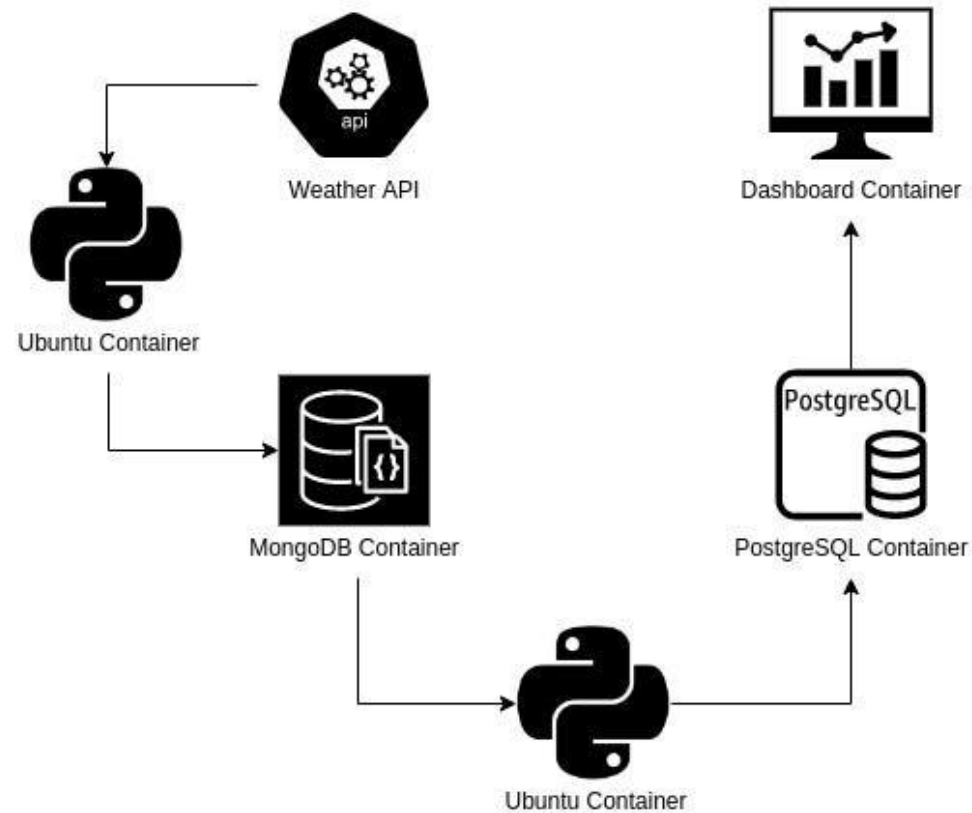 api
Weather API
Dashboard Container
Ubuntu Container
{}
MongoDB Container
PostgreSQL
PostgreSQL Container
Ubuntu Container